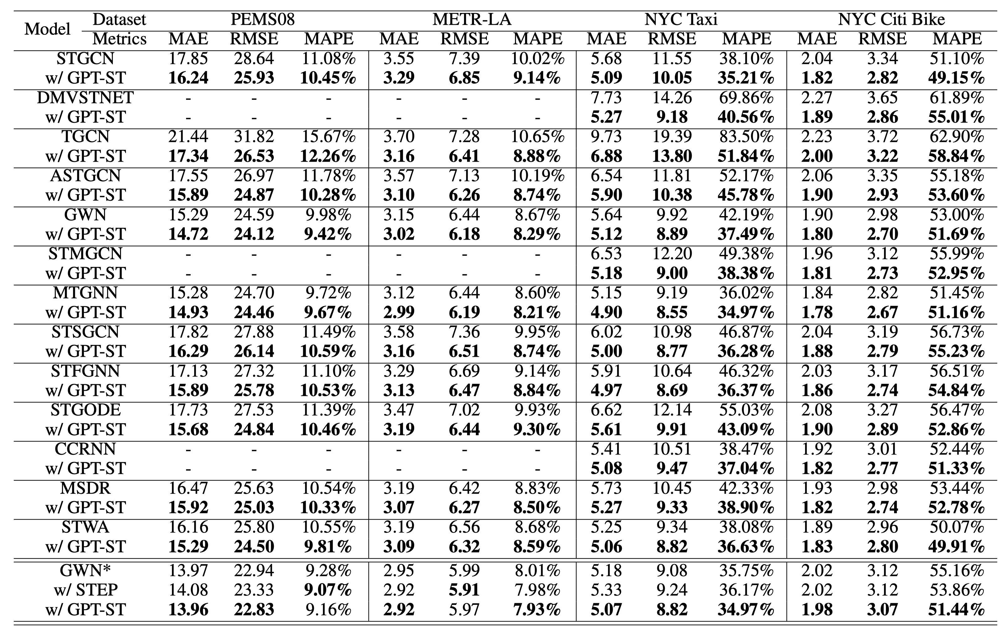 Model Dataset PEMS08 METR-LA NYC Taxi NYC Citi Bike
Metrics MAE RMSE MAPE MAE RMSE MAPE MAE RMSE MAPE MAE RMSE MAPE
STGCN 17.85 28.64 11.08% 3.55 7.39 10.02% 5.68 11.55 38.10% 2.04 3.34 51.10%
w/ GPT-ST 16.24 25.93 10.45% 3.29 6.85 9.14% 5.09 10.05 35.21% 1.82 2.82 49.15%
DMVSTNET - - - - - - 7.73 14.26 69.86% 2.27 3.65 61.89%
w/ GPT-ST - - - - - - 5.27 9.18 40.56% 1.89 2.86 55.01%
TGCN 21.44 31.82 15.67% 3.70 7.28 10.65% 9.73 19.39 83.50% 2.23 3.72 62.90%
w/ GPT-ST 17.34 26.53 12.26% 3.16 6.41 8.88% 6.88 13.80 51.84% 2.00 3.22 58.84%
ASTGCN 17.55 26.97 11.78% 3.57 7.13 10.19% 6.54 11.81 52.17% 2.06 3.35 55.18%
w/ GPT-ST 15.89 24.87 10.28% 3.10 6.26 8.74% 5.90 10.38 45.78% 1.90 2.93 53.60%
GWN 15.29 24.59 9.98% 3.15 6.44 8.67% 5.64 9.92 42.19% 1.90 2.98 53.00%
w/ GPT-ST 14.72 24.12 9.42% 3.02 6.18 8.29% 5.12 8.89 37.49% 1.80 2.70 51.69%
STMGCN - - - - - - 6.53 12.20 49.38% 1.96 3.12 55.99%
w/ GPT-ST - - - - - - 5.18 9.00 38.38% 1.81 2.73 52.95%
MTGNN 15.28 24.70 9.72% 3.12 6.44 8.60% 5.15 9.19 36.02% 1.84 2.82 51.45%
w/ GPT-ST 14.93 24.46 9.67% 2.99 6.19 8.21% 4.90 8.55 34.97% 1.78 2.67 51.16%
STSGCN 17.82 27.88 11.49% 3.58 7.36 9.95% 6.02 10.98 46.87% 2.04 3.19 56.73%
w/ GPT-ST 16.29 26.14 10.59% 3.16 6.51 8.74% 5.00 8.77 36.28% 1.88 2.79 55.23%
STFGNN 17.13 27.32 11.10% 3.29 6.69 9.14% 5.91 10.64 46.32% 2.03 3.17 56.51%
w/ GPT-ST 15.89 25.78 10.53% 3.13 6.47 8.84% 4.97 8.69 36.37% 1.86 2.74 54.84%
STGODE 17.73 27.53 11.39% 3.47 7.02 9.93% 6.62 12.14 55.03% 2.08 3.27 56.47%
w/ GPT-ST 15.68 24.84 10.46% 3.19 6.44 9.30% 5.61 9.91 43.09% 1.90 2.89 52.86%
CCRNN - - - - - - 5.41 10.51 38.47% 1.92 3.01 52.44%
w/ GPT-ST - - - - - - 5.08 9.47 37.04% 1.82 2.77 51.33%
MSDR 16.47 25.63 10.54% 3.19 6.42 8.83% 5.73 10.45 42.33% 1.93 2.98 53.44%
w/ GPT-ST 15.92 25.03 10.33% 3.07 6.27 8.50% 5.27 9.33 38.90% 1.82 2.74 52.78%
STWA 16.16 25.80 10.55% 3.19 6.56 8.68% 5.25 9.34 38.08% 1.89 2.96 50.07%
w/ GPT-ST 15.29 24.50 9.81% 3.09 6.32 8.59% 5.06 8.82 36.63% 1.83 2.80 49.91%
GWN* 13.97 22.94 9.28% 2.95 5.99 8.01% 5.18 9.08 35.75% 2.02 3.12 55.16%
w/ STEP 14.08 23.33 9.07% 2.92 5.91 7.98% 5.33 9.24 36.17% 2.02 3.12 53.86%
w/ GPT-ST 13.96 22.83 9.16% 2.92 5.97 7.93% 5.07 8.82 34.97% 1.98 3.07 51.44%